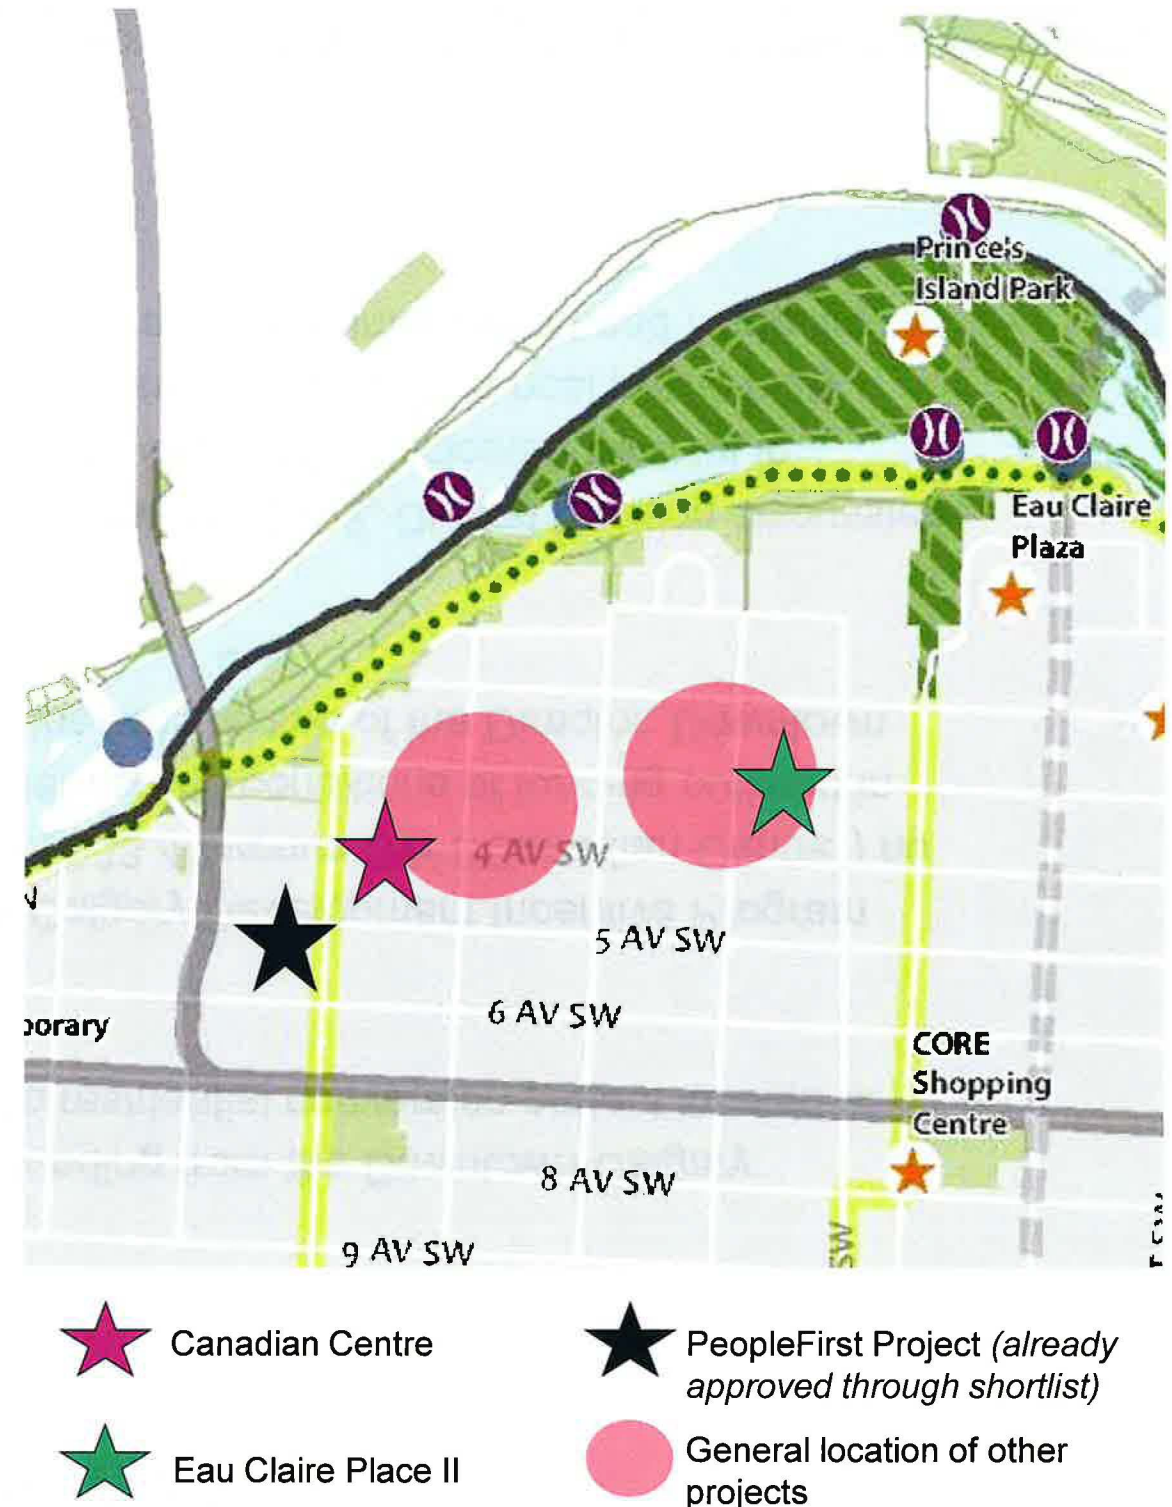 Prince's
Island Park
Eau Claire
Plaza
4 AV SW
5 AV SW
6 AV SW
porary
CORE
Shopping
Centre
8 AV SW
SW
9 AV SW
Canadian Centre
PeopleFirst Project (already
approved through shortlist)
Eau Claire Place II
General location of other
projects